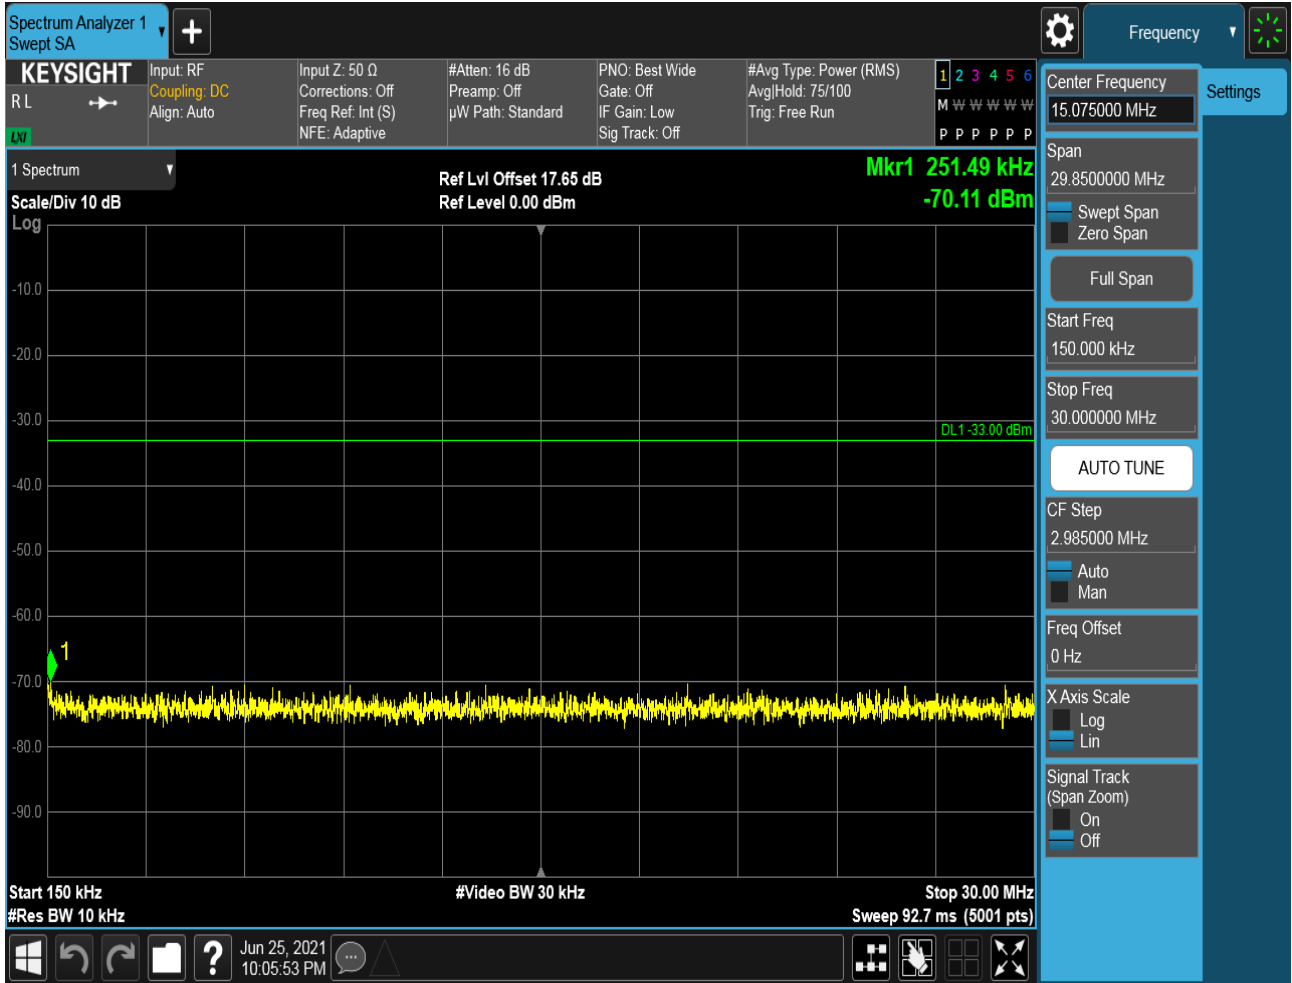 Spectrum Analyzer 1
Swept SA
Frequency
KEYSIGHT
R L
LXI
Input: RF
Coupling: DC
Align: Auto
Input Z: 50 Ω
Corrections: Off
Freq Ref: Int (S)
NFE: Adaptive
#Atten: 16 dB
Preamp: Off
µW Path: Standard
PNO: Best Wide
Gate: Off
IF Gain: Low
Sig Track: Off
#Avg Type: Power (RMS)
Avg|Hold: 75/100
Trig: Free Run
1 2 3 4 5 6
M W W W W W
P P P P P P
1 Spectrum
Scale/Div 10 dB
Log
Ref Lvl Offset 17.65 dB
Ref Level 0.00 dBm
Mkr1 251.49 kHz
-70.11 dBm
-10.0
-20.0
-30.0
DL1 -33.00 dBm
-40.0
-50.0
-60.0
1
-70.0
-80.0
-90.0
Start 150 kHz
#Video BW 30 kHz
Stop 30.00 MHz
#Res BW 10 kHz
Sweep 92.7 ms (5001 pts)
Center Frequency
15.075000 MHz
Settings
Span
29.8500000 MHz
Swept Span
Zero Span
Full Span
Start Freq
150.000 kHz
Stop Freq
30.000000 MHz
AUTO TUNE
CF Step
2.985000 MHz
Auto
Man
Freq Offset
0 Hz
X Axis Scale
Log
Lin
Signal Track
(Span Zoom)
On
Off
?
Jun 25, 2021
10:05:53 PM